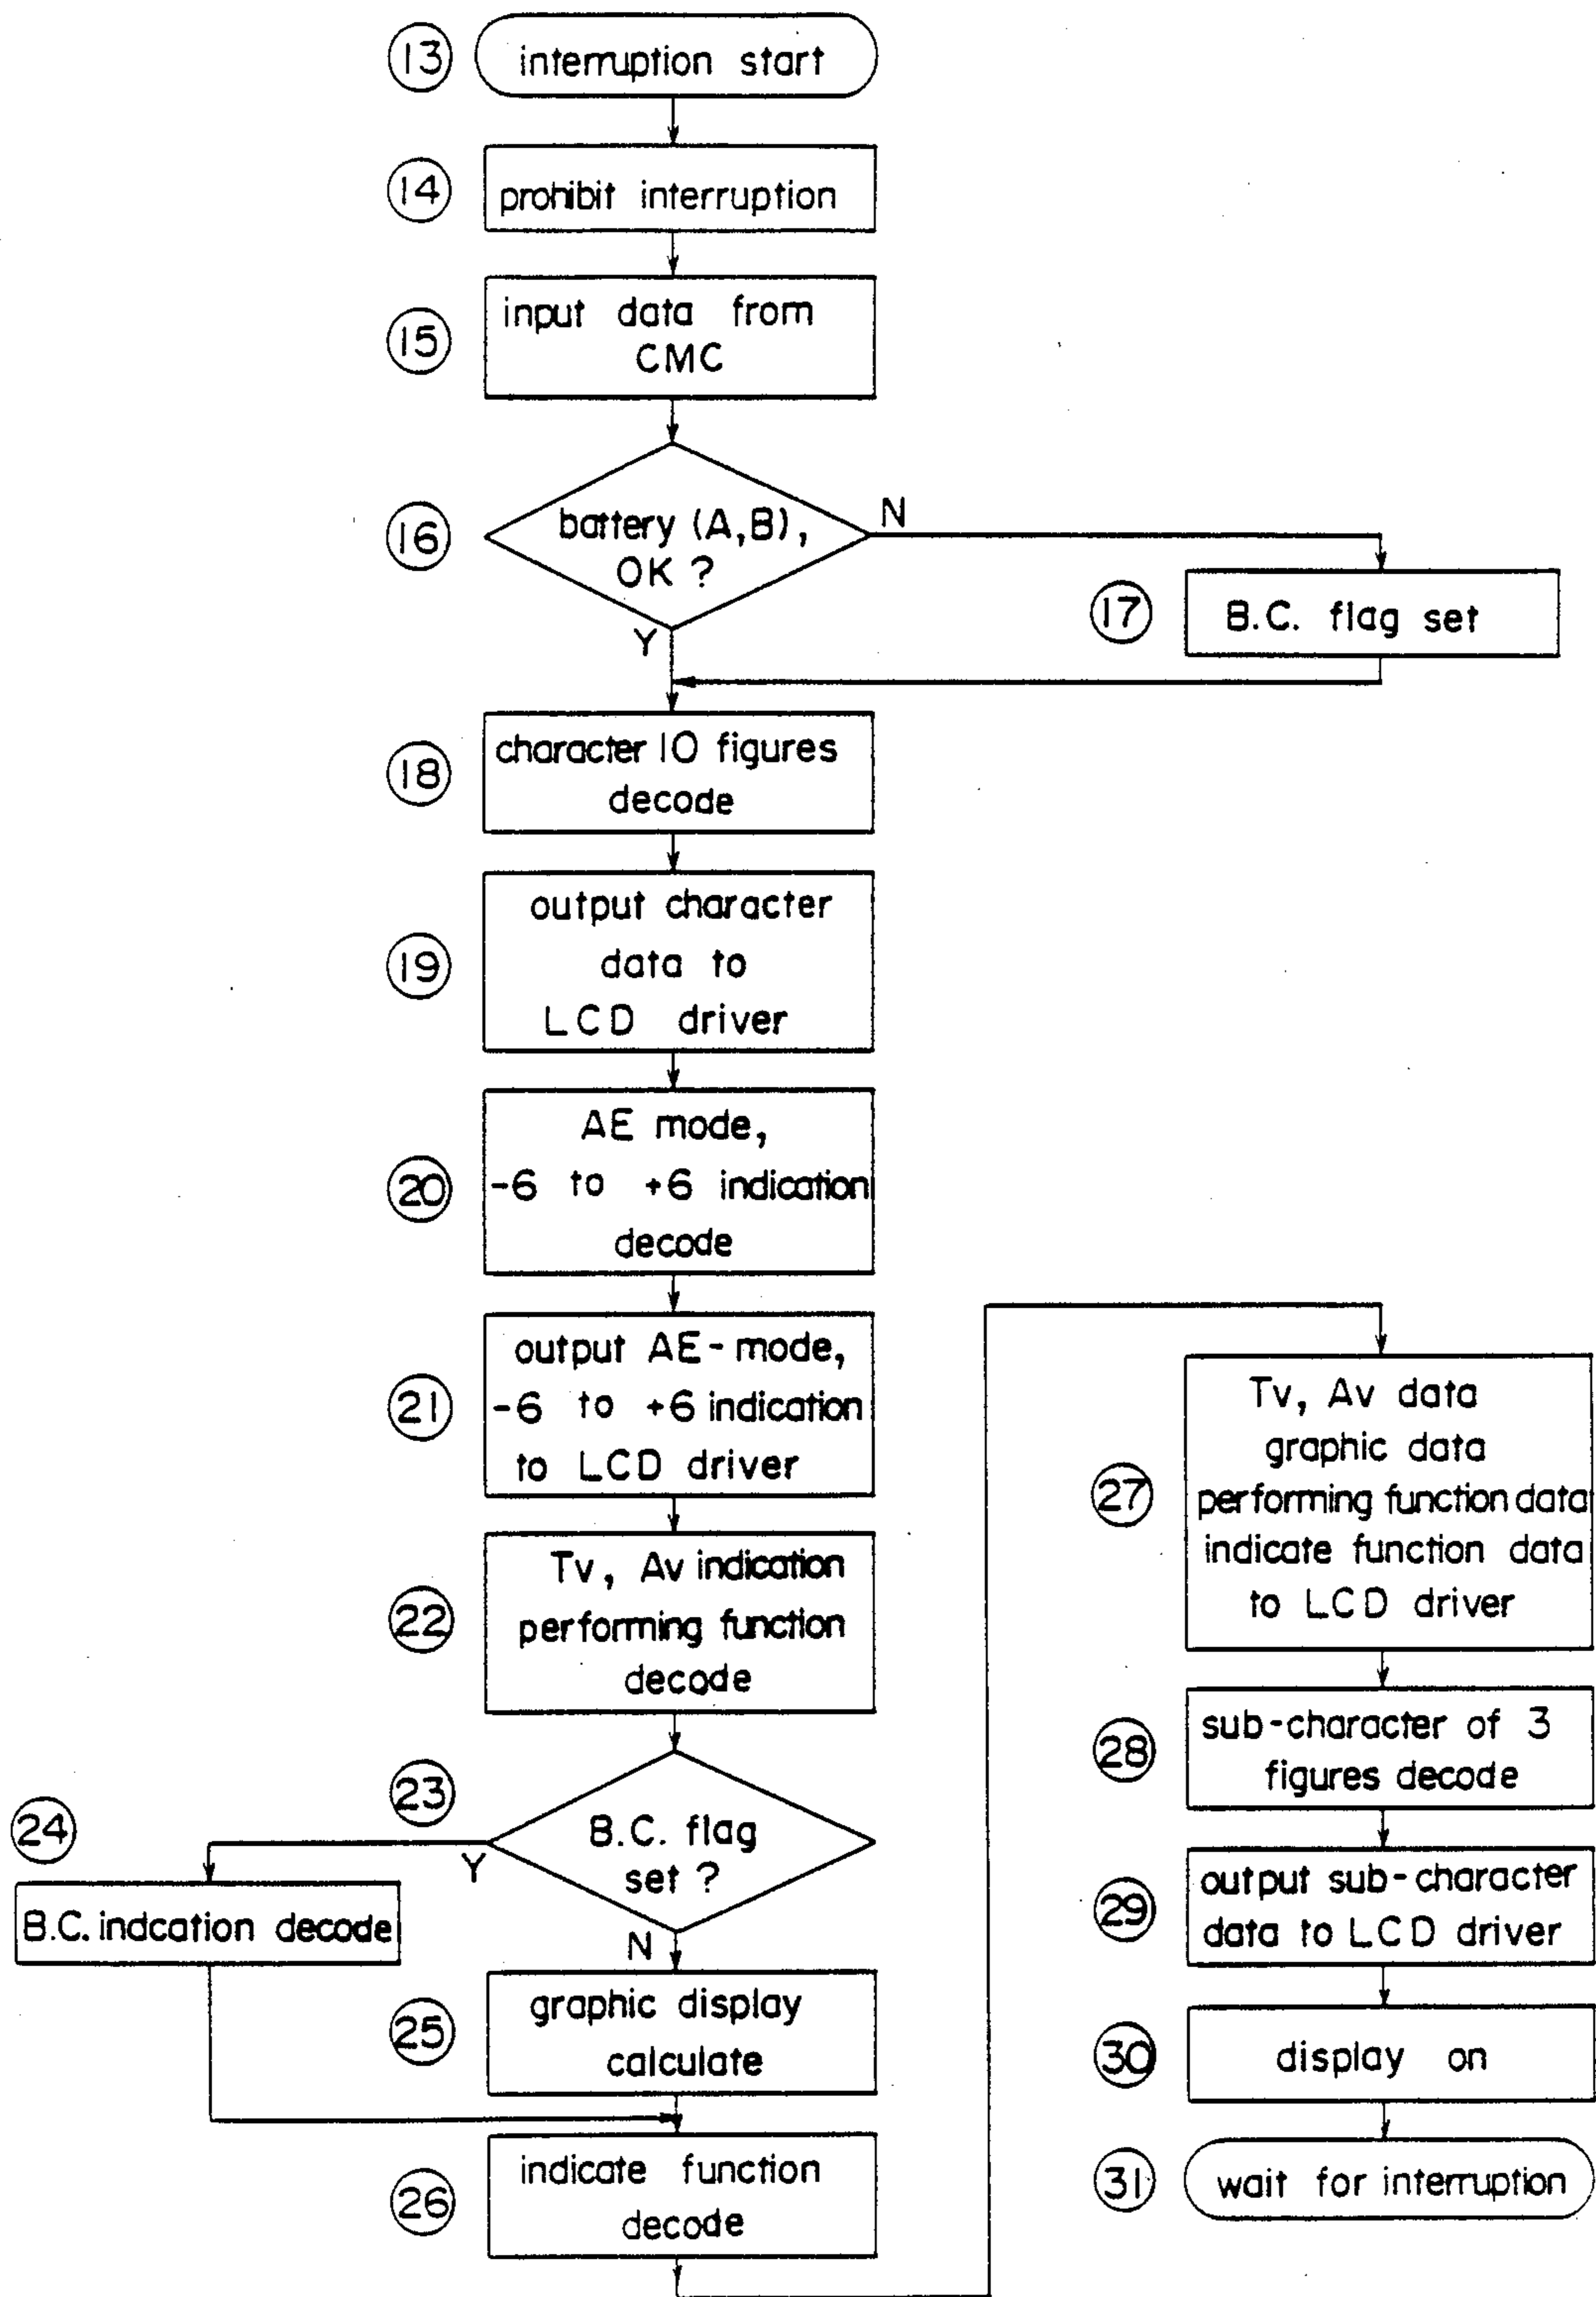 13
interruption start
14
prohibit interruption
15
input data from
CMC
16
battery (A,B),
OK ?
N
Y
17
B.C. flag set
18
character 10 figures
decode
19
output character
data to
LCD driver
20
AE mode,
-6 to +6 indication
decode
21
output AE-mode,
-6 to +6 indication
to LCD driver
22
Tv, Av indication
performing function
decode
23
B.C. flag
set ?
Y
N
24
B.C. indcation decode
25
graphic display
calculate
26
indicate function
decode
27
Tv, Av data
graphic data
performing function data
indicate function data
to LCD driver
28
sub-character of 3
figures decode
29
output sub-character
data to LCD driver
30
display on
31
wait for interruption